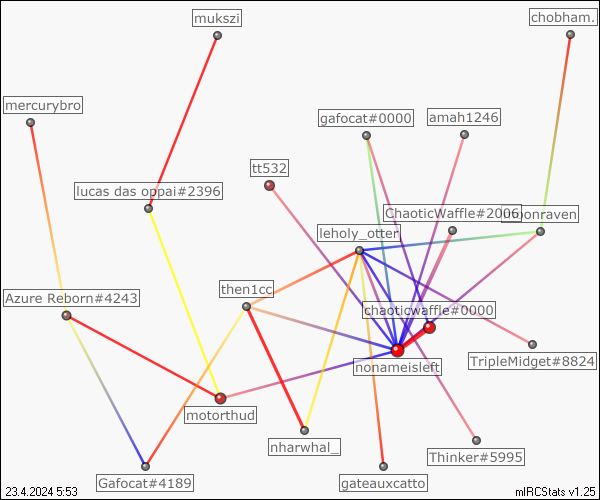 mukszi
chobham.
mercurybro
gafocat#0000
amah1246
tt532
lucas das oppai#2396
ChaoticWaffle#2006
moonraven
leholy_otter
then1cc
Azure Reborn#4243
chaoticwaffle#0000
nonameisleft
TripleMidget#8824
motorthud
nharwhal_
Thinker#5995
Gafocat#4189
gateauxcatto
23.4.2024 5:53
mIRCStats v1.25